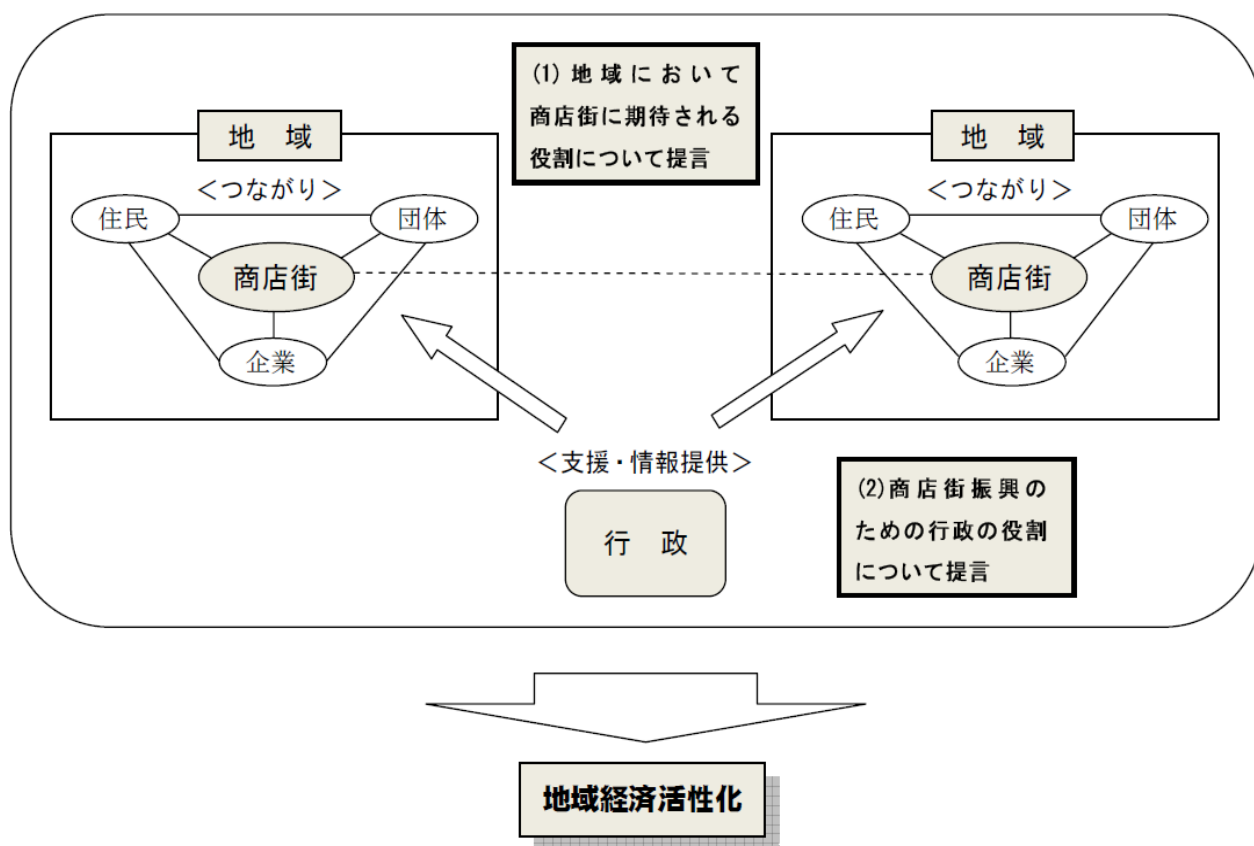 (1)地域において
商店街に期待される
役割について提言
地 域
＜つながり＞
住民
団体
商店街
企業
地 域
＜つながり＞
住民
団体
商店街
企業
＜支援・情報提供＞
行 政
(2)商店街振興の
ための行政の役割
について提言
地域経済活性化